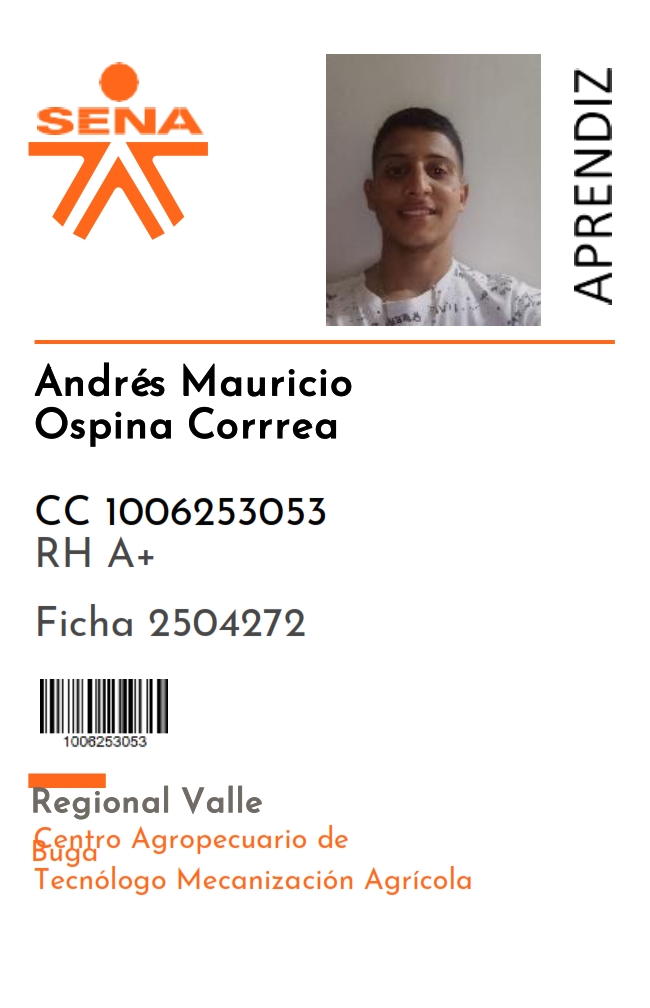 SENA
APRENDIZ
Andrés Mauricio
Ospina Corrrea
CC 1006253053
RH A+
Ficha 2504272
1006253053
Regional Valle
Centro Agropecuario de
Buga
Tecnólogo Mecanización Agrícola